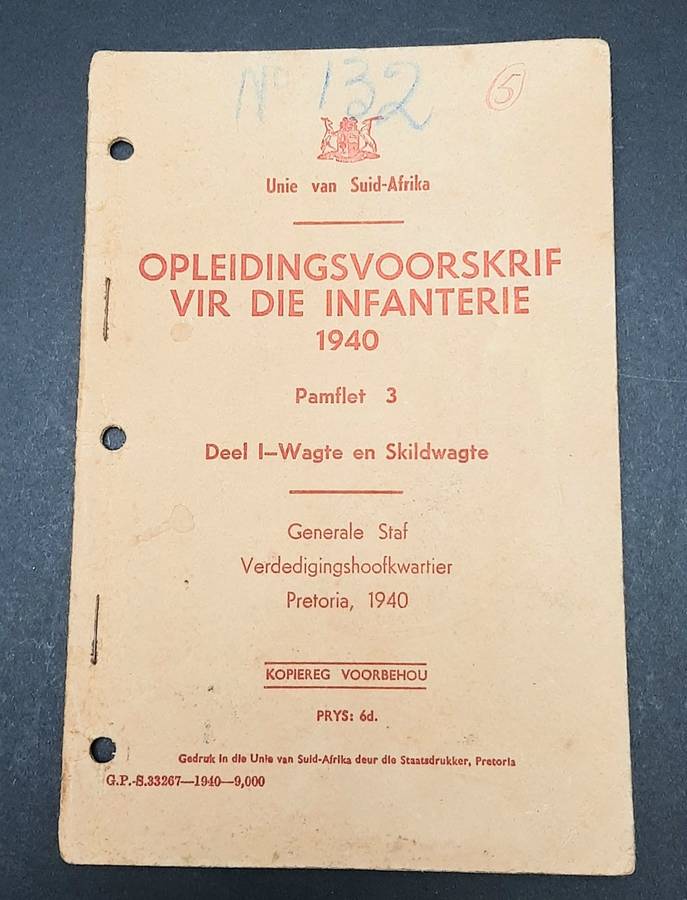 No 132
5
Unie van Suid-Afrika
OPLEIDINGSVOORSKRIF
VIR DIE INFANTERIE
1940
Pamflet 3
Deel I—Wagte en Skildwagte
Generale Staf
Verdedigingshoofkwartier
Pretoria, 1940
KOPIEREG VOORBEHOU
PRYS: 6d.
Gedruk in die Unie van Suid-Afrika deur die Staatsdrukker, Pretoria
G.P.-S.33267—1940—9,000